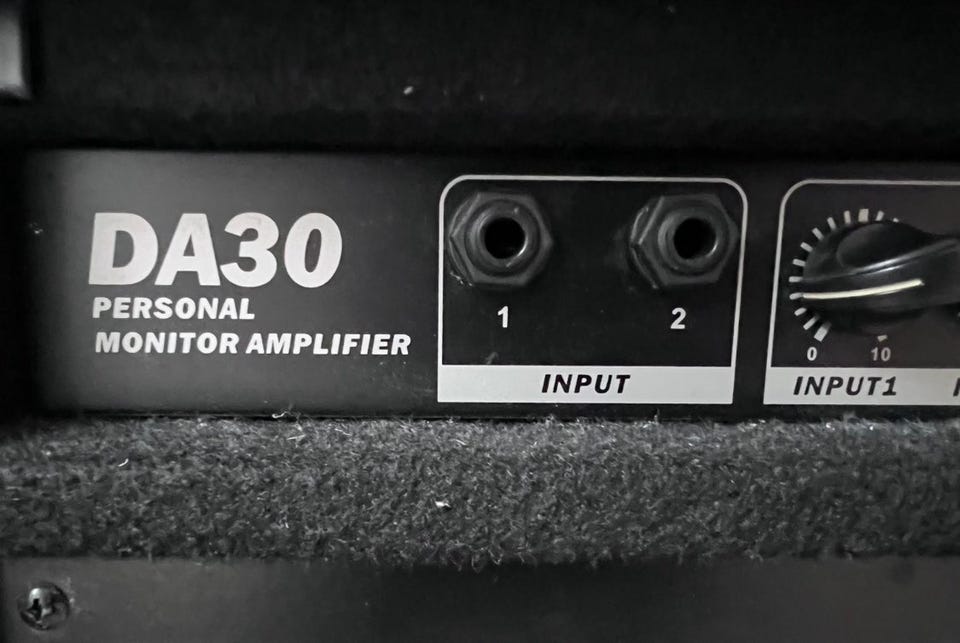 DA30
PERSONAL
MONITOR AMPLIFIER
1 2
INPUT
0 10
INPUT1